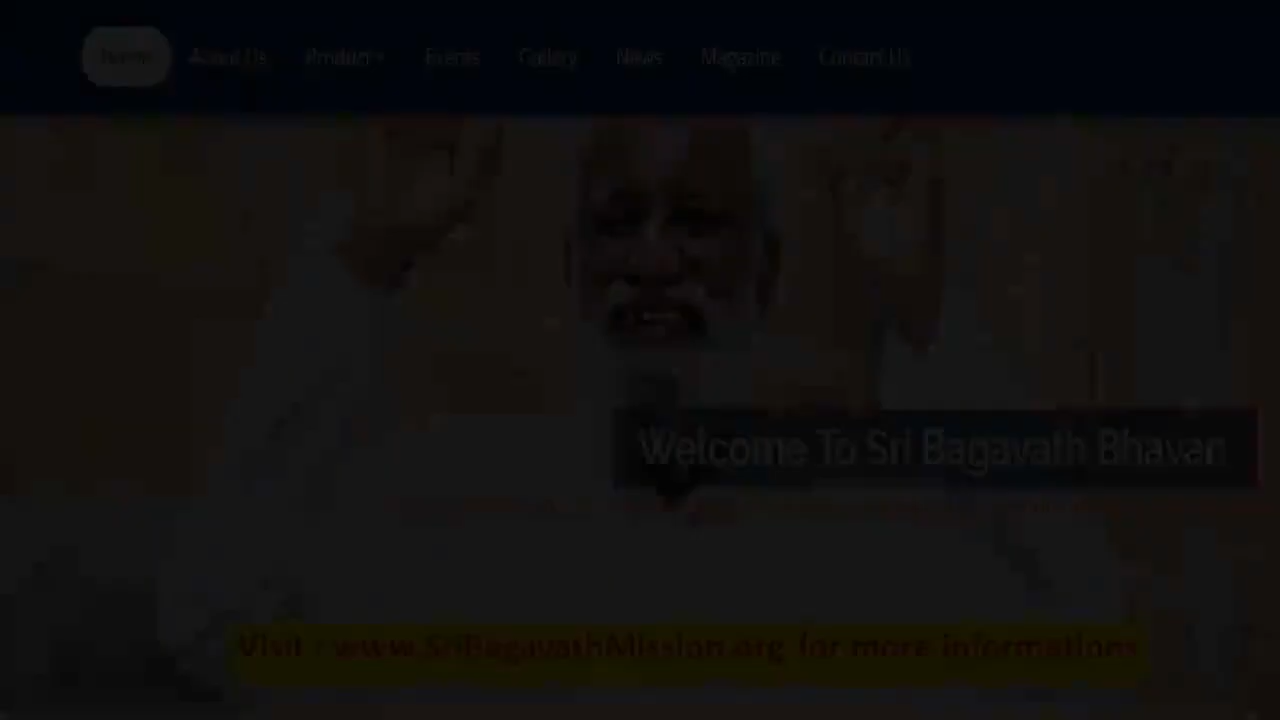 Home About Us Products Events Gallery News Magazine Contact Us
Welcome To Sri Bagavath Bhavan
Visit : www.SriBagavathMission.org for more informations